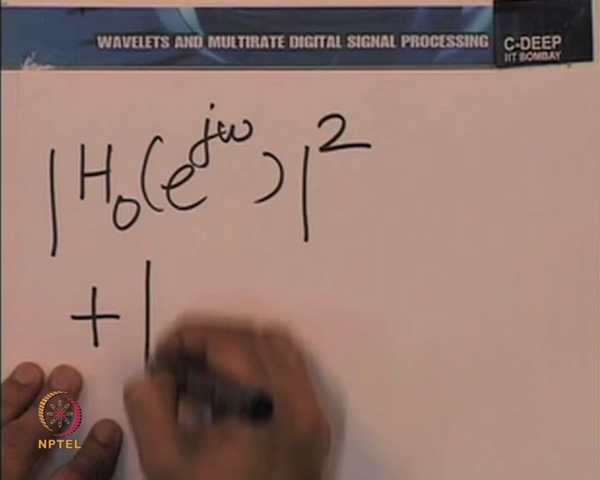 WAVELETS AND MULTIRATE DIGITAL SIGNAL PROCESSING
C-DEEP
IIT BOMBAY
|H₀(e^{jω})|²
+ |
NPTEL